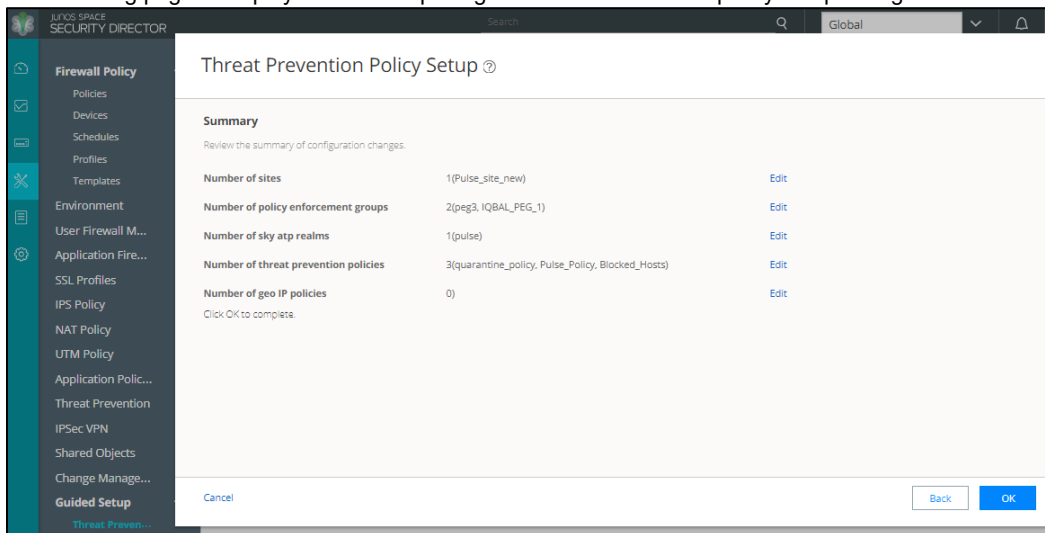 JUNOS SPACE
SECURITY DIRECTOR
Search
Global
Firewall Policy
Policies
Devices
Schedules
Profiles
Templates
Environment
User Firewall M...
Application Fire...
SSL Profiles
IPS Policy
NAT Policy
UTM Policy
Application Polic...
Threat Prevention
IPSec VPN
Shared Objects
Change Manage...
Guided Setup
Threat Preven...
Threat Prevention Policy Setup
Summary
Review the summary of configuration changes.
Number of sites 1(Pulse_site_new) Edit
Number of policy enforcement groups 2(peg3, IQBAL_PEG_1) Edit
Number of sky atp realms 1(pulse) Edit
Number of threat prevention policies 3(quarantine_policy, Pulse_Policy, Blocked_Hosts) Edit
Number of geo IP policies 0) Edit
Click OK to complete.
Cancel Back OK